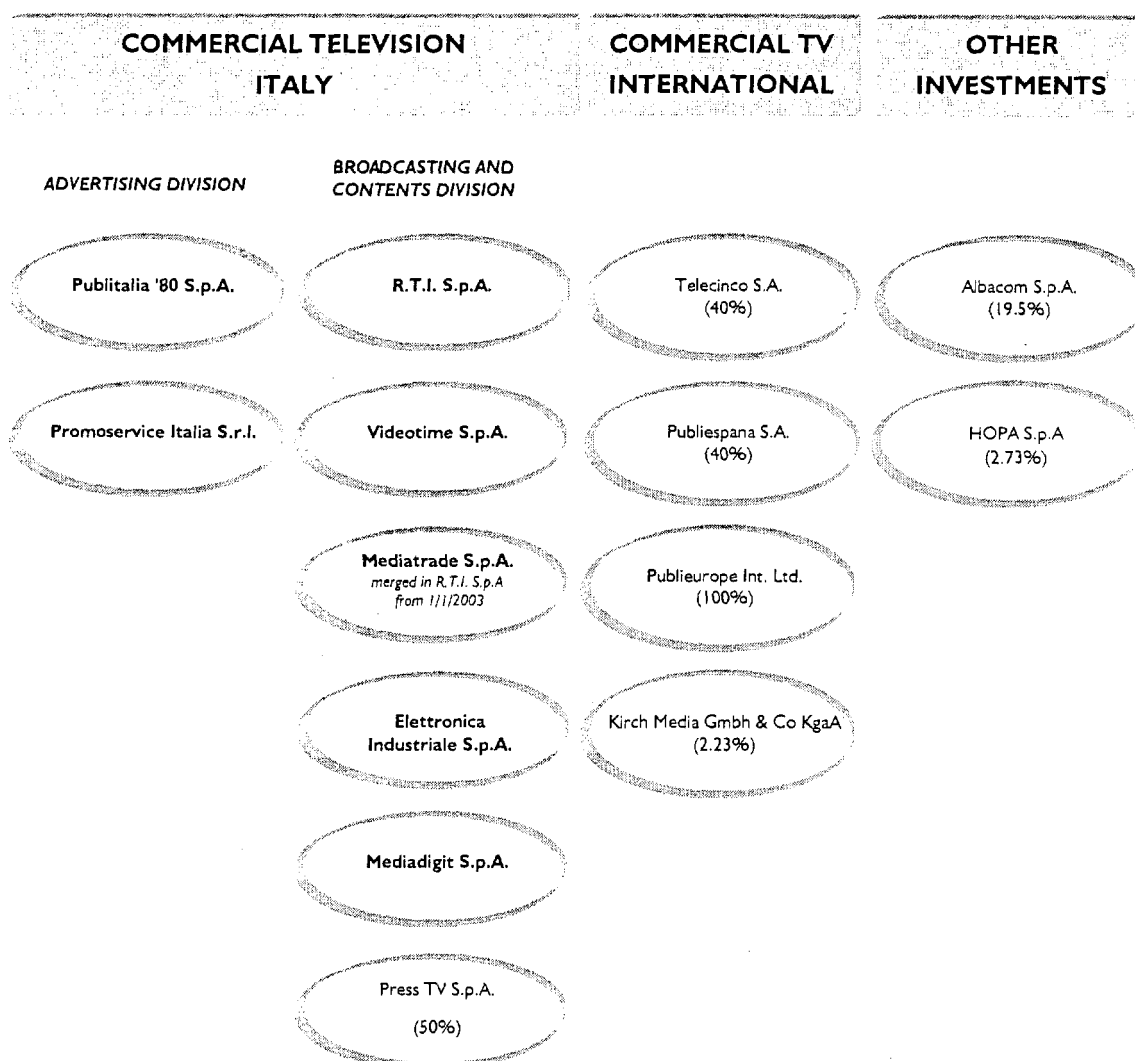 COMMERCIAL TELEVISION
ITALY
COMMERCIAL TV
INTERNATIONAL
OTHER
INVESTMENTS
ADVERTISING DIVISION
BROADCASTING AND
CONTENTS DIVISION
Publitalia '80 S.p.A.
R.T.I. S.p.A.
Telecinco S.A.
(40%)
Albacom S.p.A.
(19.5%)
Promoservice Italia S.r.l.
Videotime S.p.A.
Publiespana S.A.
(40%)
HOPA S.p.A
(2.73%)
Mediatrade S.p.A.
merged in R.T.I. S.p.A
from 1/1/2003
Publieurope Int. Ltd.
(100%)
Elettronica
Industriale S.p.A.
Kirch Media Gmbh & Co KgaA
(2.23%)
Mediadigit S.p.A.
Press TV S.p.A.
(50%)